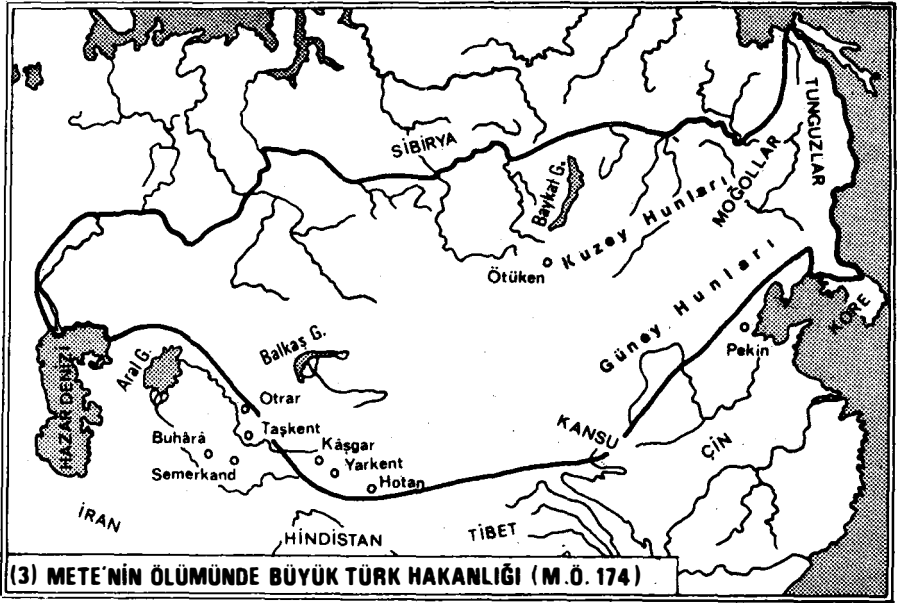 TUNGUZLAR
SİBİRYA
MOĞOLLAR
Baykal G.
Kuzey Hunları
Ötüken
Güney Hunları
KORE
Pekin
Balkaş G.
Aral G.
HAZAR DENİZİ
Otrar
Taşkent
KANSU
Buhârâ
Kâşgar
ÇİN
Semerkand
Yarkent
Hotan
İRAN
HİNDİSTAN
TİBET
(3) METE'NİN ÖLÜMÜNDE BÜYÜK TÜRK HAKANLIĞI (M.Ö. 174)